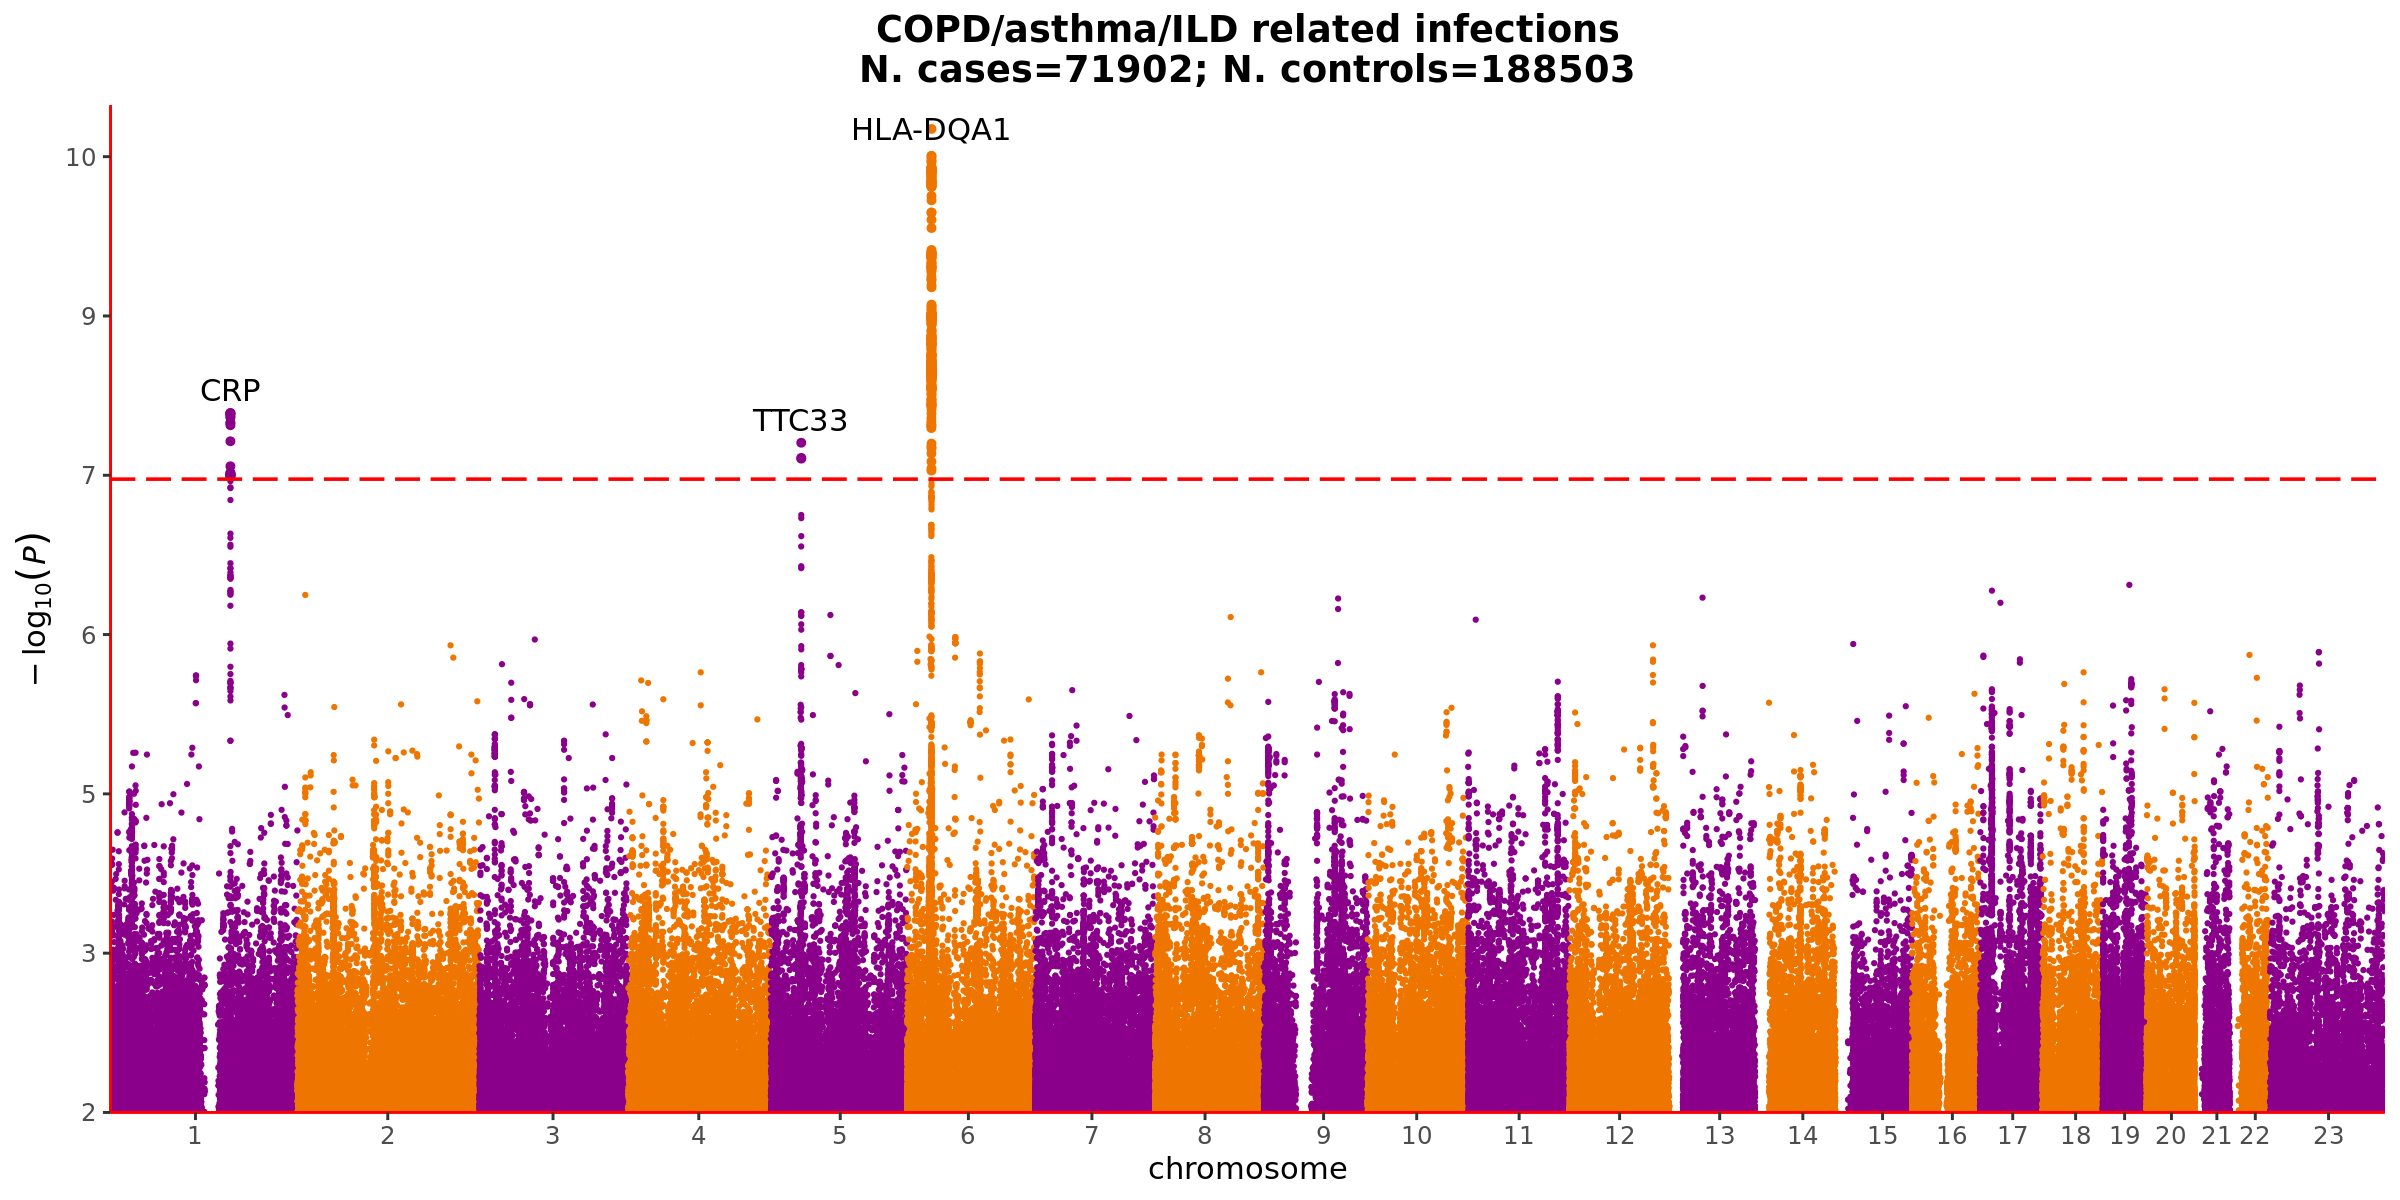 COPD/asthma/ILD related infections
N. cases=71902; N. controls=188503
HLA-DQA1
10
9
CRP
TTC33
7
6
5
3
2
−log10(P)
1 2 3 4 5 6 7 8 9 10 11 12 13 14 15 16 17 18 19 20 21 22 23
chromosome